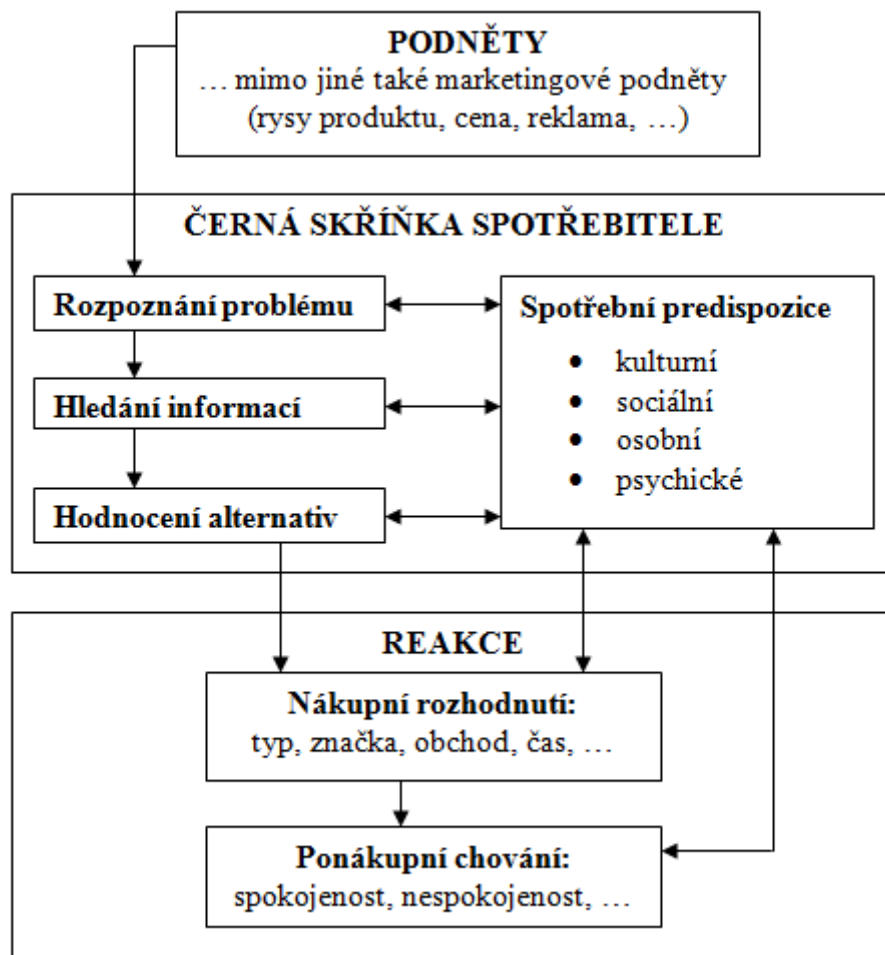 PODNĚTY
… mimo jiné také marketingové podněty
(rysy produktu, cena, reklama, …)
ČERNÁ SKŘÍŇKA SPOTŘEBITELE
Rozpoznání problému
Hledání informací
Hodnocení alternativ
Spotřební predispozice
• kulturní
• sociální
• osobní
• psychické
REAKCE
Nákupní rozhodnutí:
typ, značka, obchod, čas, …
Ponákupní chování:
spokojenost, nespokojenost, …